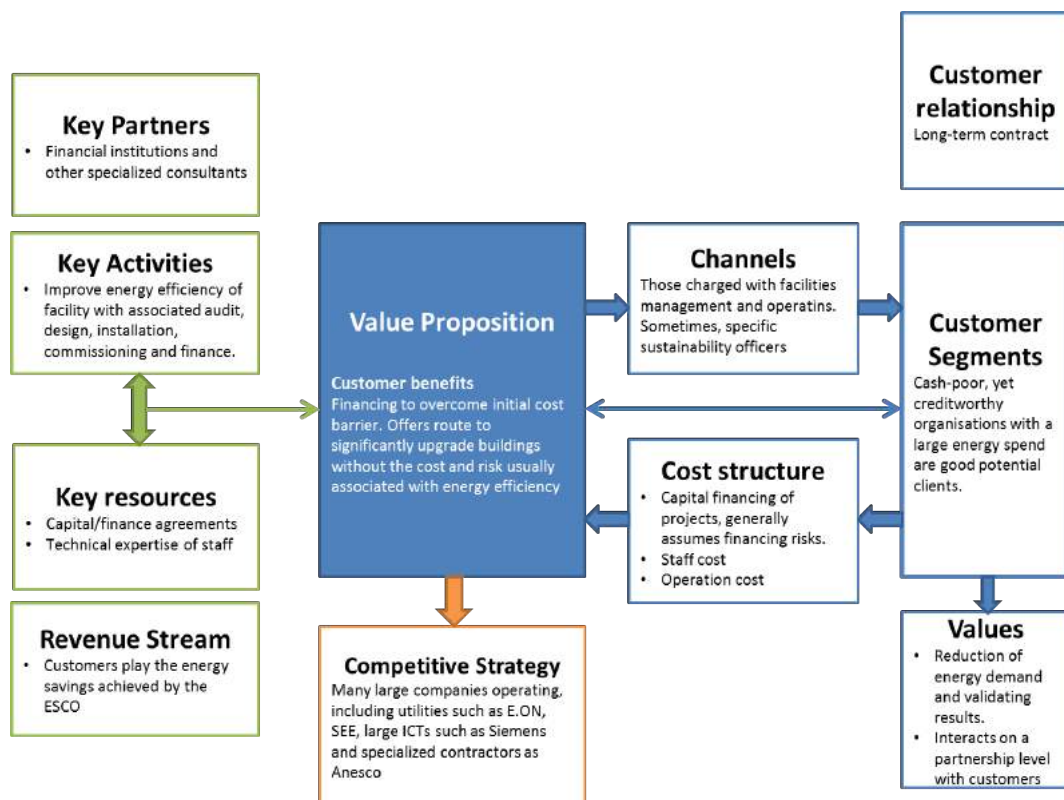 Key Partners
• Financial institutions and
other specialized consultants
Key Activities
• Improve energy efficiency of
facility with associated audit,
design, installation,
commissioning and finance.
Key resources
• Capital/finance agreements
• Technical expertise of staff
Revenue Stream
• Customers play the energy
savings achieved by the
ESCO
Value Proposition
Customer benefits
Financing to overcome initial cost
barrier. Offers route to
significantly upgrade buildings
without the cost and risk usually
associated with energy efficiency
Competitive Strategy
Many large companies operating,
including utilities such as E.ON,
SEE, large ICTs such as Siemens
and specialized contractors as
Anesco
Channels
Those charged with facilities
management and operatins.
Sometimes, specific
sustainability officers
Cost structure
• Capital financing of
projects, generally
assumes financing risks.
• Staff cost
• Operation cost
Customer
relationship
Long-term contract
Customer
Segments
Cash-poor, yet
creditworthy
organisations with a
large energy spend
are good potential
clients.
Values
• Reduction of
energy demand
and validating
results.
• Interacts on a
partnership level
with customers